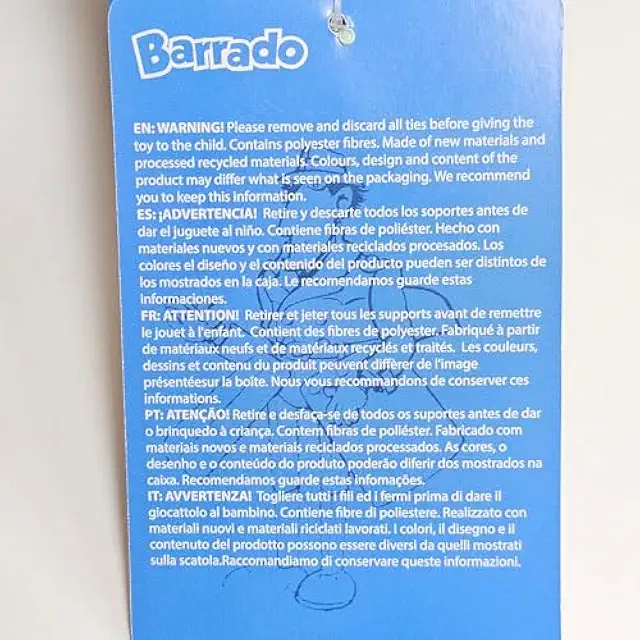 Barrado
EN: WARNING! Please remove and discard all ties before giving the
toy to the child. Contains polyester fibres. Made of new materials and
processed recycled materials. Colours, design and content of the
product may differ what is seen on the packaging. We recommend
you to keep this information.
ES: ¡ADVERTENCIA! Retire y descarte todos los soportes antes de
dar el juguete al niño. Contiene fibras de poliéster. Hecho con
materiales nuevos y con materiales reciclados procesados. Los
colores el diseño y el contenido del producto pueden ser distintos de
los mostrados en la caja. Le recomendamos guarde estas
informaciones.
FR: ATTENTION! Retirer et jeter tous les supports avant de remettre
le jouet à l'enfant. Contient des fibres de polyester. Fabriqué à partir
de matériaux neufs et de matériaux recyclés et traités. Les couleurs,
dessins et contenu du produit peuvent différer de l'image
présentéesur la boîte. Nous vous recommandons de conserver ces
informations.
PT: ATENÇÃO! Retire e desfaça-se de todos os suportes antes de dar
o brinquedo à criança. Contem fibras de poliéster. Fabricado com
materiais novos e materiais reciclados processados. As cores, o
desenho e o conteúdo do produto poderão diferir dos mostrados na
caixa. Recomendamos guarde estas infomações.
IT: AVVERTENZA! Togliere tutti i fili ed i fermi prima di dare il
giocattolo al bambino. Contiene fibre di poliestere. Realizzato con
materiali nuovi e materiali riciclati lavorati. I colori, il disegno e il
contenuto del prodotto possono essere diversi da quelli mostrati
sulla scatola.Raccomandiamo di conservare queste informazioni.